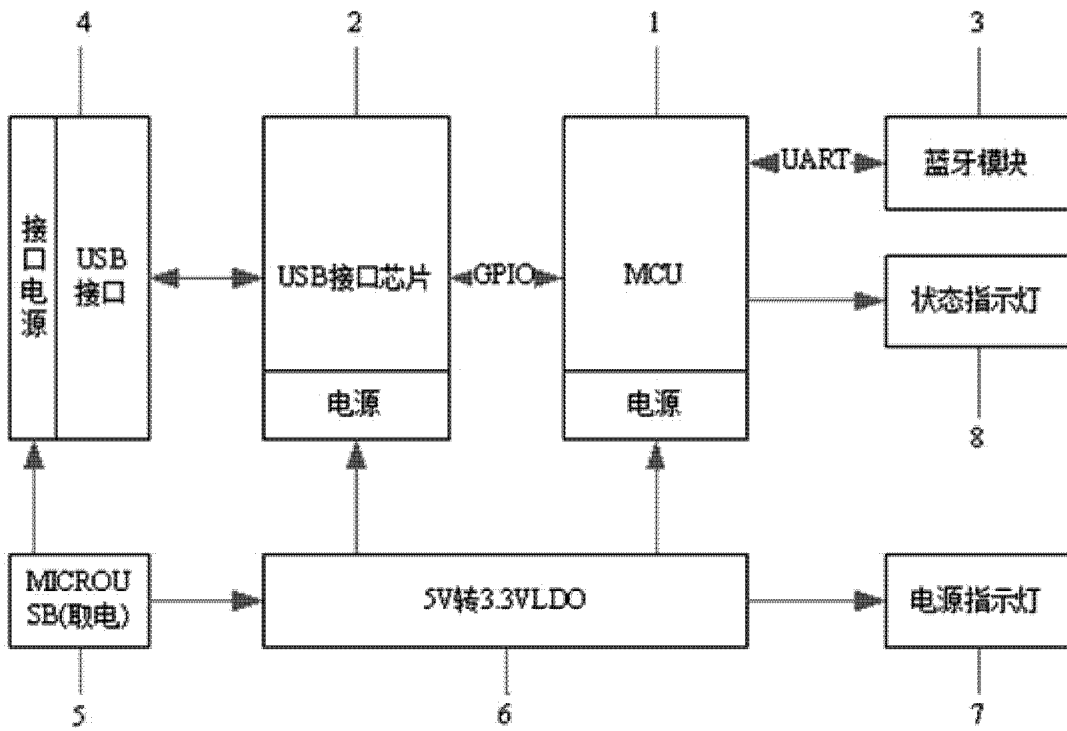 4
2
1
3
接口电源
USB
接口
USB接口芯片
GPIO
MCU
UART
蓝牙模块
状态指示灯
电源
电源
8
MICROU
SB(取电)
5V转3.3VLDO
电源指示灯
5
6
7